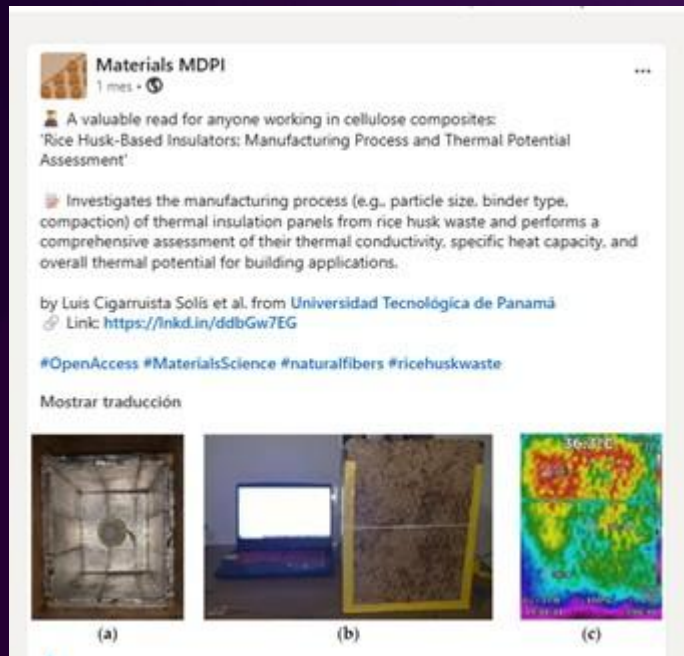 Materials MDPI
1 mes •
A valuable read for anyone working in cellulose composites:
'Rice Husk-Based Insulators: Manufacturing Process and Thermal Potential
Assessment'
Investigates the manufacturing process (e.g., particle size, binder type,
compaction) of thermal insulation panels from rice husk waste and performs a
comprehensive assessment of their thermal conductivity, specific heat capacity, and
overall thermal potential for building applications.
by Luis Cigarruista Solís et al. from Universidad Tecnológica de Panamá
Link: https://lnkd.in/ddbGw7EG
#OpenAccess #MaterialsScience #naturalfibers #ricehuskwaste
Mostrar traducción
36.3°C
(a) (b) (c)